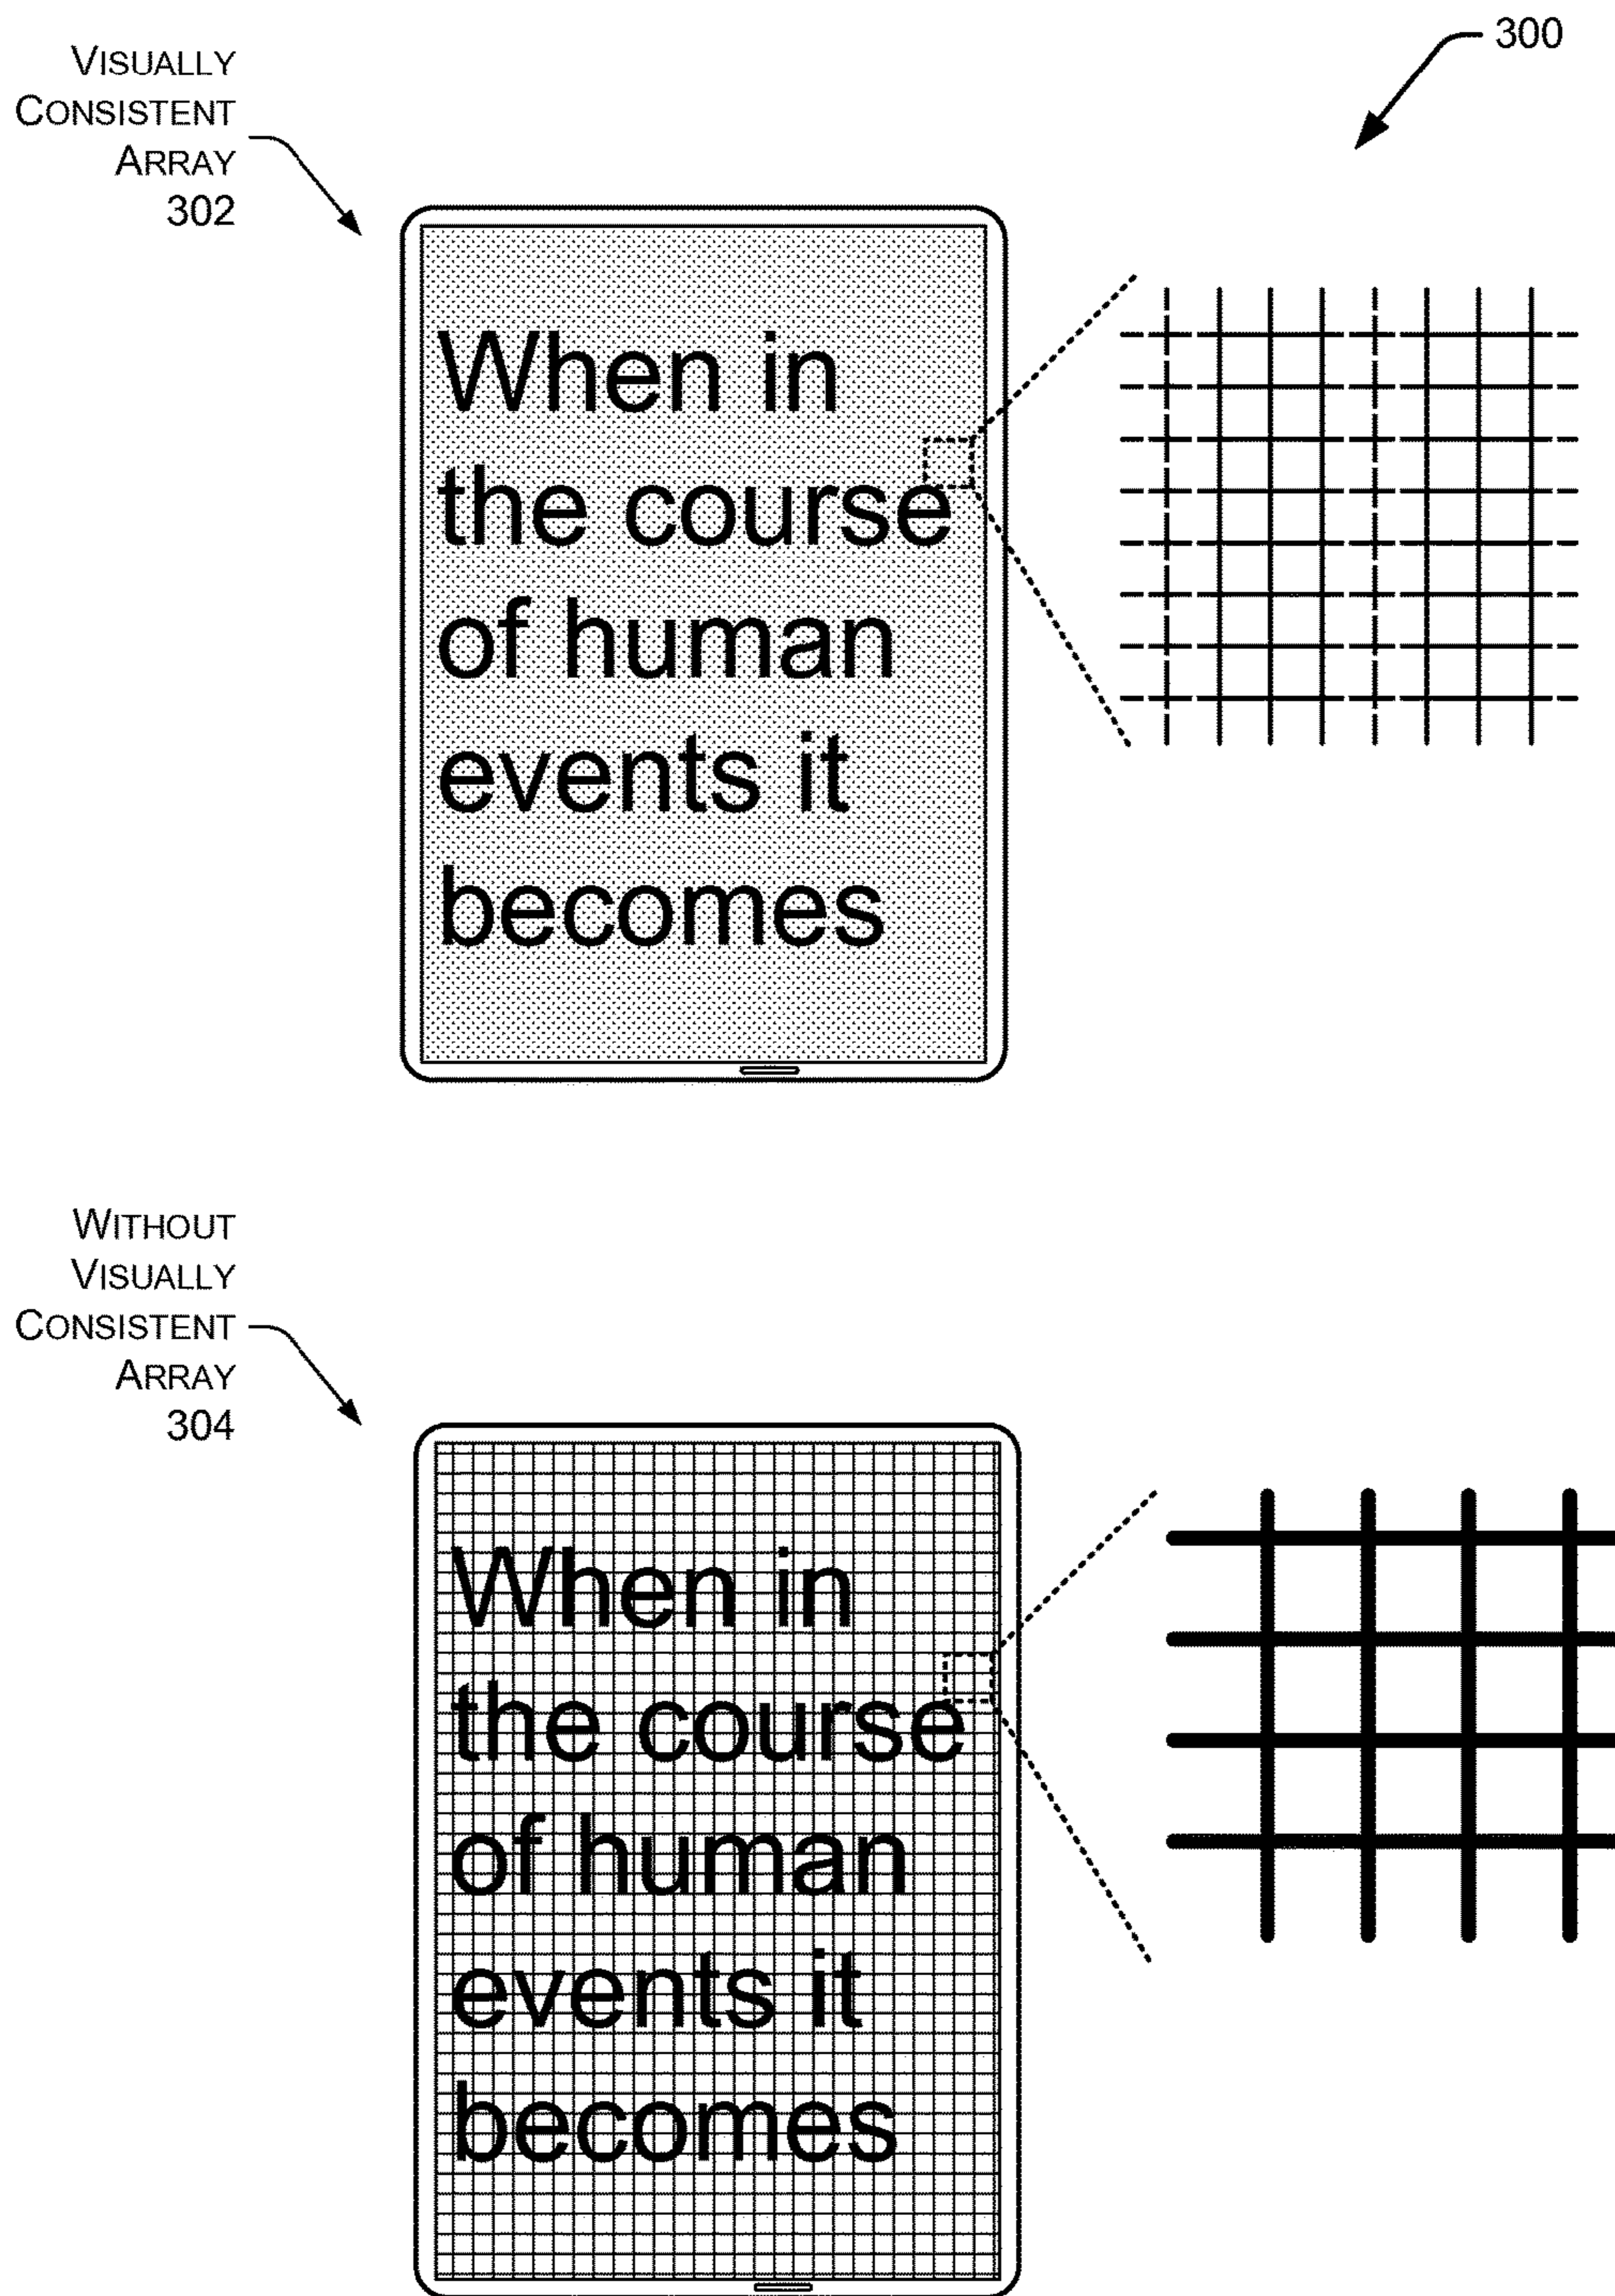 300
VISUALLY
CONSISTENT
ARRAY
302
When in
the course
of human
events it
becomes
WITHOUT
VISUALLY
CONSISTENT
ARRAY
304
When in
the course
of human
events it
becomes